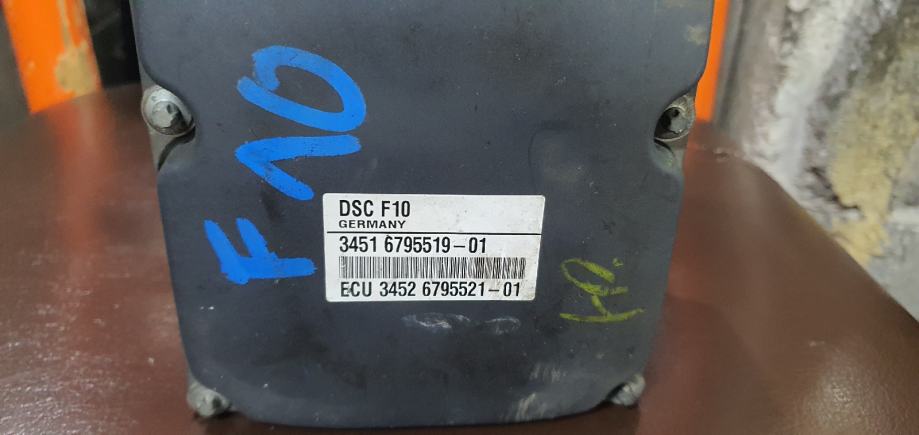 F10
DSC F10
GERMANY
3451 6795519-01
ECU 3452 6795521-01